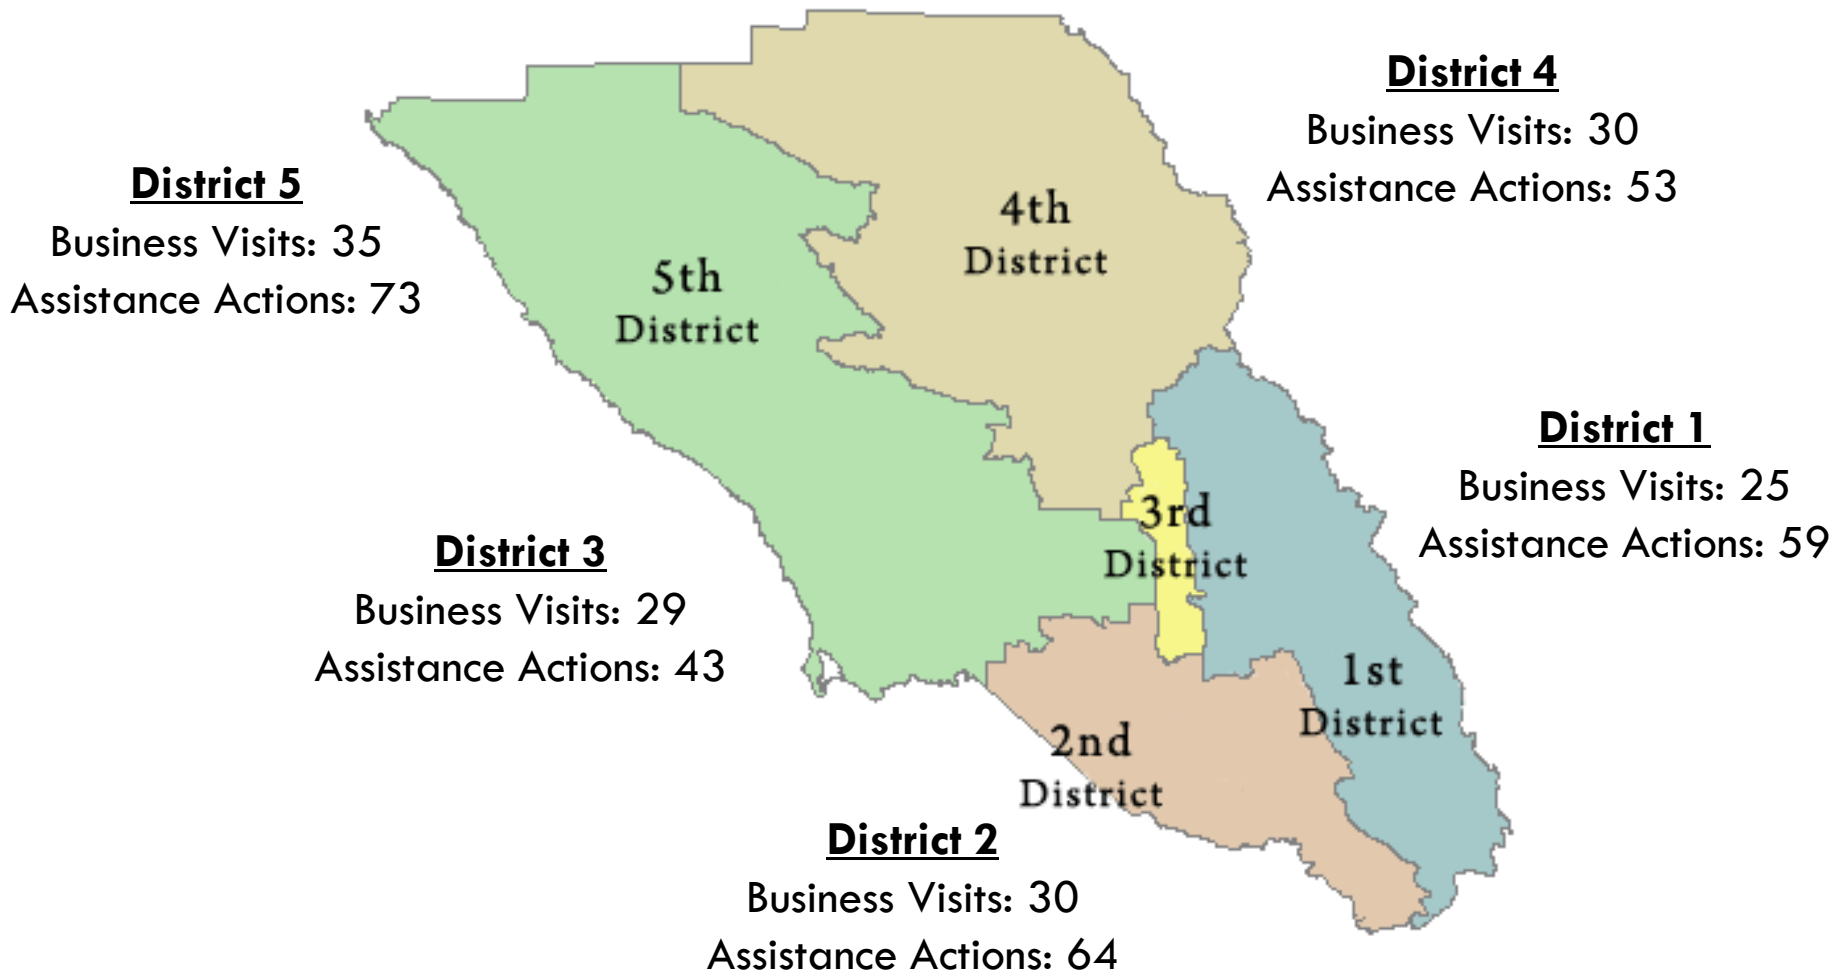 District 4
Business Visits: 30
Assistance Actions: 53
District 5
Business Visits: 35
Assistance Actions: 73
4th
District
5th
District
District 1
Business Visits: 25
Assistance Actions: 59
3rd
District
District 3
Business Visits: 29
Assistance Actions: 43
1st
District
2nd
District
District 2
Business Visits: 30
Assistance Actions: 64